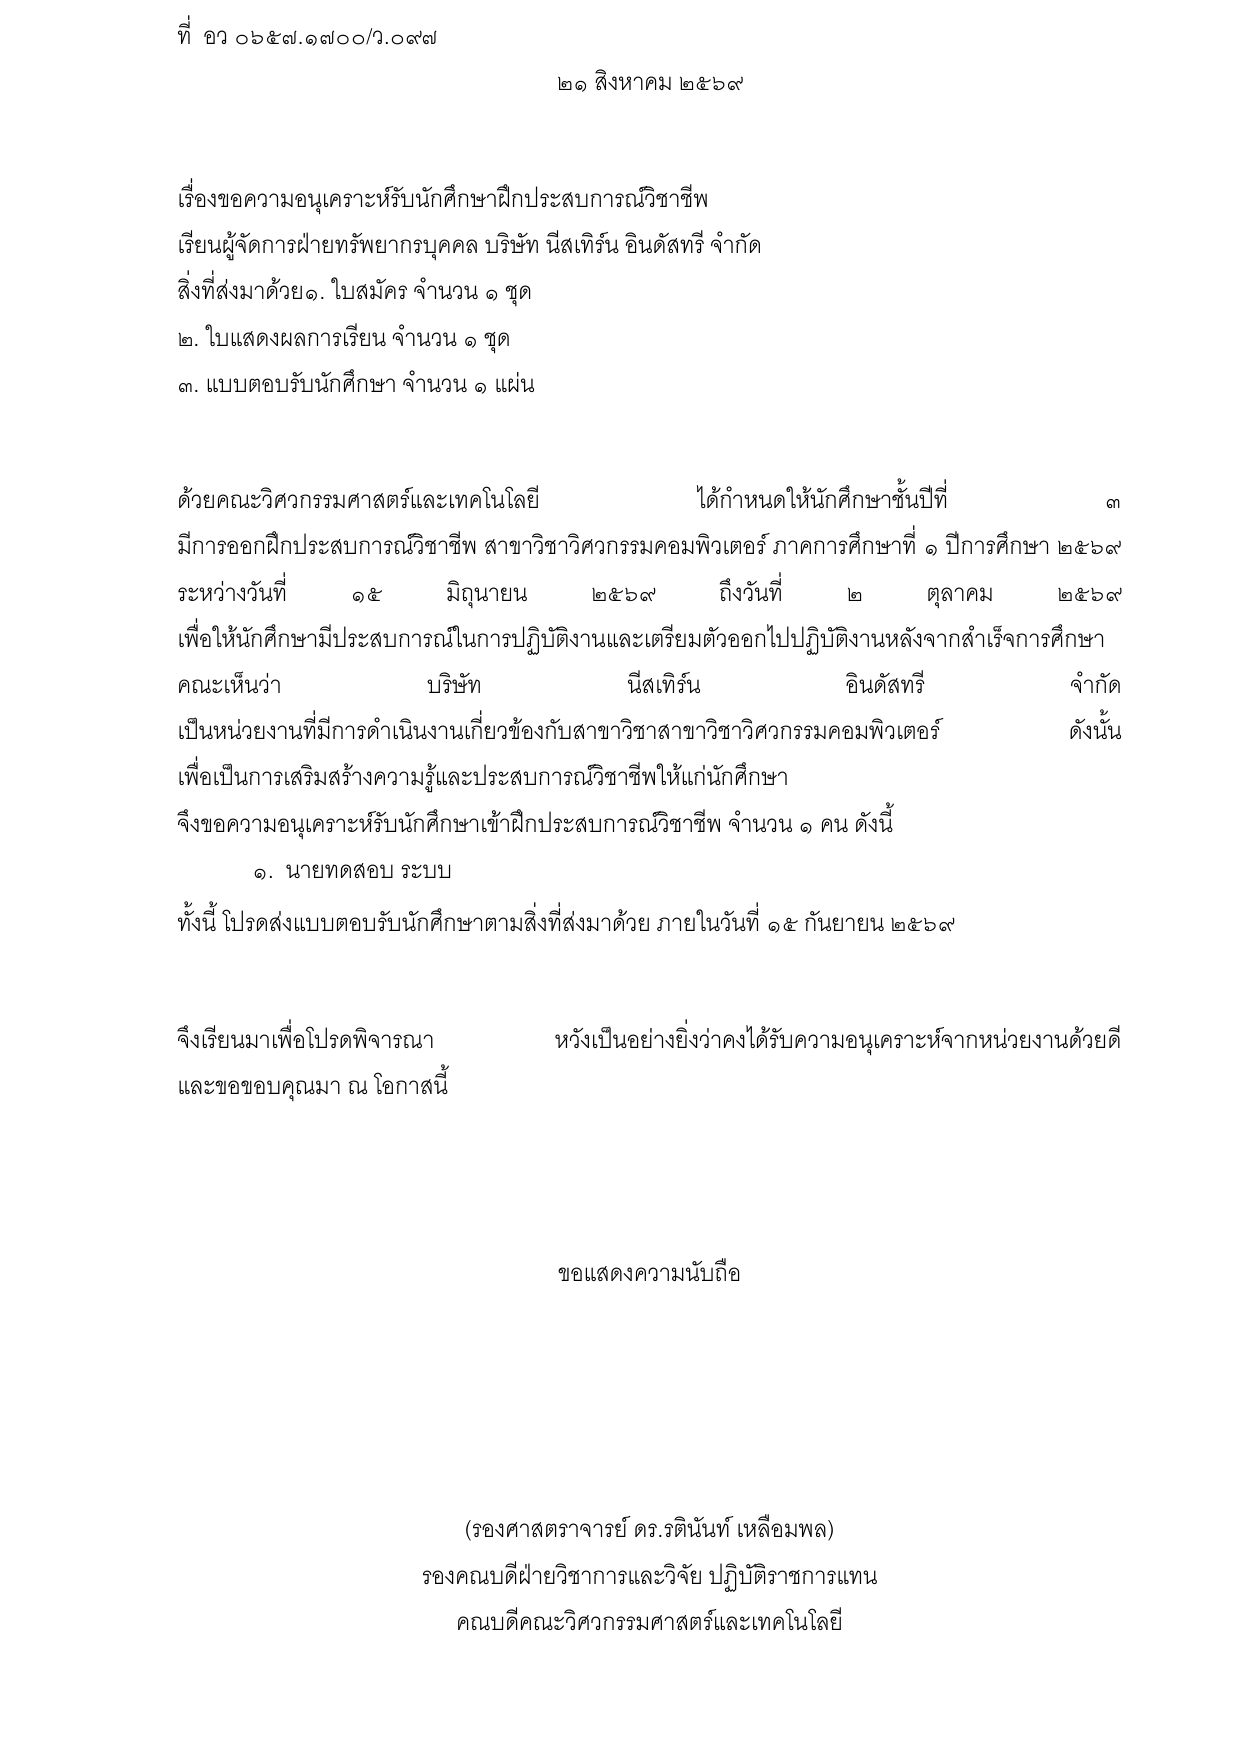 ที่ อว ๐๖๕๗.๑๗๐๐/ว.๐๙๗
๒๑ สิงหาคม ๒๕๖๙
เรื่องขอความอนุเคราะห์รับนักศึกษาฝึกประสบการณ์วิชาชีพ
เรียนผู้จัดการฝ่ายทรัพยากรบุคคล บริษัท นีสเทิร์น อินดัสทรี จำกัด
สิ่งที่ส่งมาด้วย๑. ใบสมัคร จำนวน ๑ ชุด
๒. ใบแสดงผลการเรียน จำนวน ๑ ชุด
๓. แบบตอบรับนักศึกษา จำนวน ๑ แผ่น
ด้วยคณะวิศวกรรมศาสตร์และเทคโนโลยี ได้กำหนดให้นักศึกษาชั้นปีที่ ๓
มีการออกฝึกประสบการณ์วิชาชีพ สาขาวิชาวิศวกรรมคอมพิวเตอร์ ภาคการศึกษาที่ ๑ ปีการศึกษา ๒๕๖๙
ระหว่างวันที่ ๑๕ มิถุนายน ๒๕๖๙ ถึงวันที่ ๒ ตุลาคม ๒๕๖๙
เพื่อให้นักศึกษามีประสบการณ์ในการปฏิบัติงานและเตรียมตัวออกไปปฏิบัติงานหลังจากสำเร็จการศึกษา
คณะเห็นว่า บริษัท นีสเทิร์น อินดัสทรี จำกัด
เป็นหน่วยงานที่มีการดำเนินงานเกี่ยวข้องกับสาขาวิชาสาขาวิชาวิศวกรรมคอมพิวเตอร์ ดังนั้น
เพื่อเป็นการเสริมสร้างความรู้และประสบการณ์วิชาชีพให้แก่นักศึกษา
จึงขอความอนุเคราะห์รับนักศึกษาเข้าฝึกประสบการณ์วิชาชีพ จำนวน ๑ คน ดังนี้
๑. นายทดสอบ ระบบ
ทั้งนี้ โปรดส่งแบบตอบรับนักศึกษาตามสิ่งที่ส่งมาด้วย ภายในวันที่ ๑๕ กันยายน ๒๕๖๙
จึงเรียนมาเพื่อโปรดพิจารณา หวังเป็นอย่างยิ่งว่าคงได้รับความอนุเคราะห์จากหน่วยงานด้วยดี
และขอขอบคุณมา ณ โอกาสนี้
ขอแสดงความนับถือ
(รองศาสตราจารย์ ดร.รตินันท์ เหลือมพล)
รองคณบดีฝ่ายวิชาการและวิจัย ปฏิบัติราชการแทน
คณบดีคณะวิศวกรรมศาสตร์และเทคโนโลยี